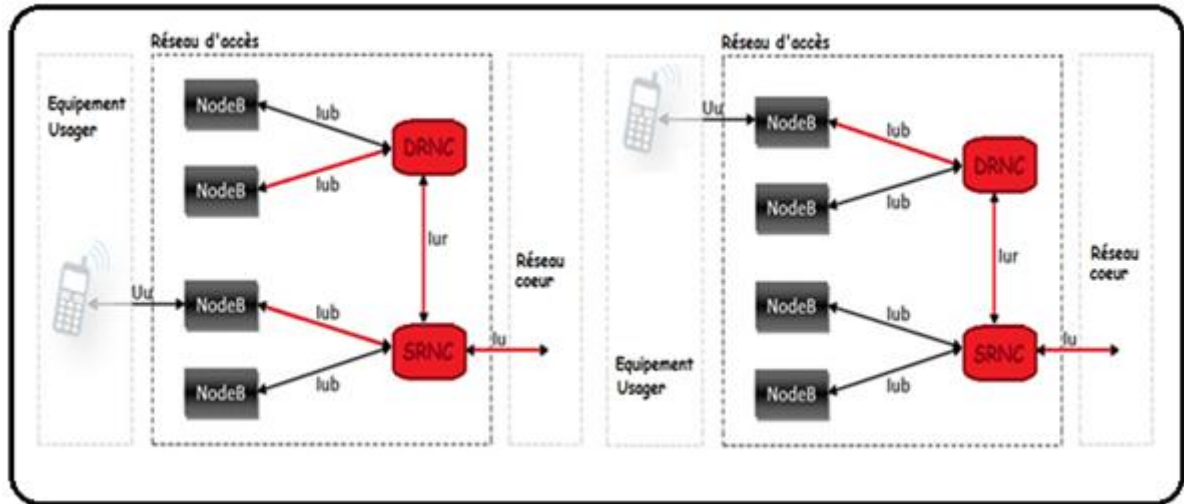 Réseau d'accès
Equipement
Usager
NodeB
Iub
DRNC
NodeB
Iub
Iur
Réseau
coeur
Uu
NodeB
Iub
SRNC
Iu
NodeB
Iub
Réseau d'accès
Uu
NodeB
Iub
DRNC
NodeB
Iub
Iur
Réseau
coeur
NodeB
Iub
SRNC
Iu
Equipement
Usager
NodeB
Iub